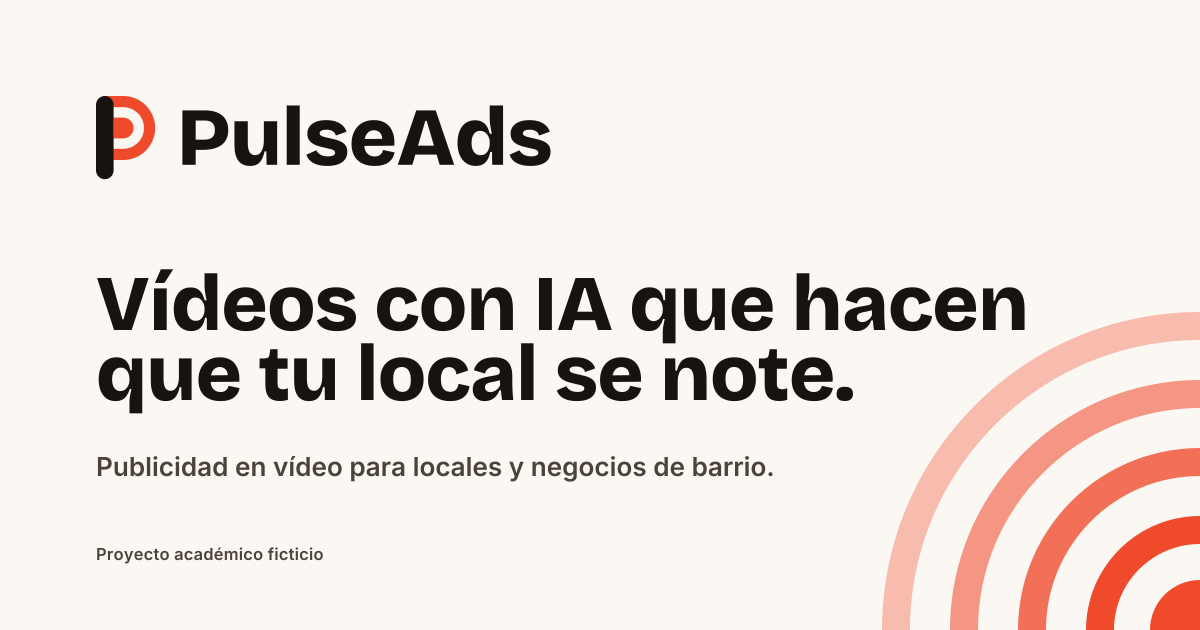 PulseAds
Vídeos con IA que hacen
que tu local se note.
Publicidad en vídeo para locales y negocios de barrio.
Proyecto académico ficticio